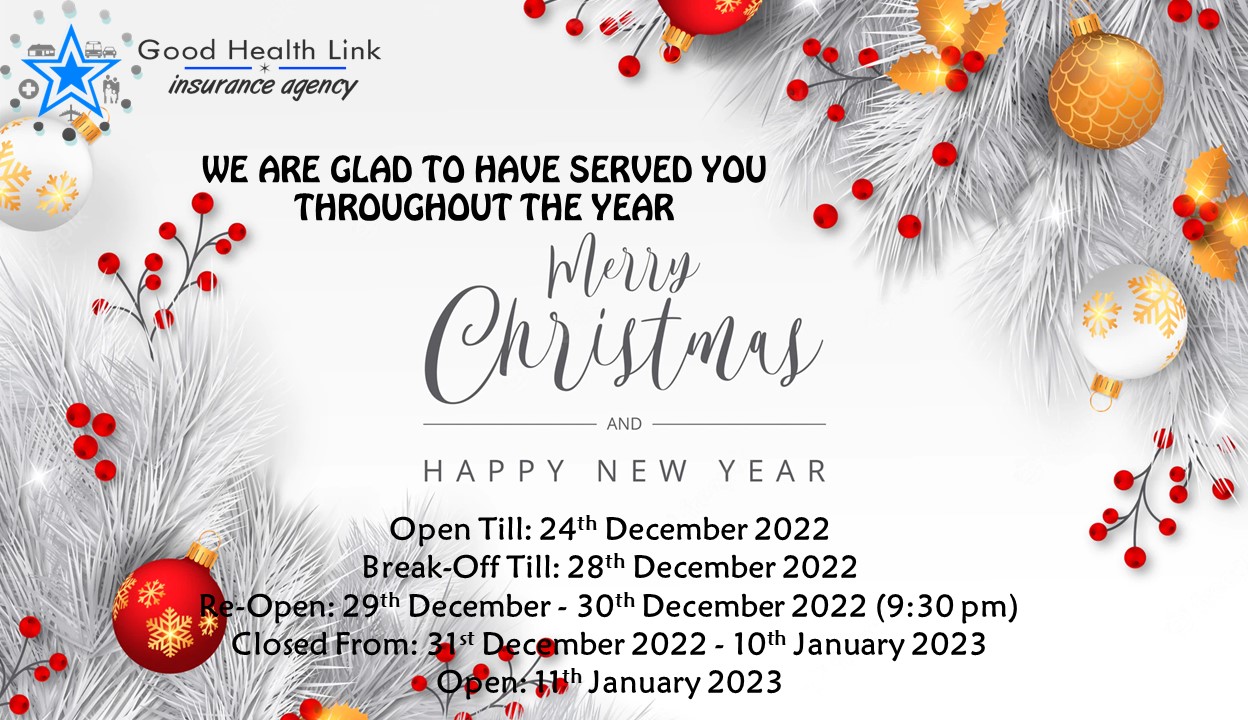 Good Health Link
insurance agency
WE ARE GLAD TO HAVE SERVED YOU
THROUGHOUT THE YEAR
Merry
Christmas
AND
HAPPY NEW YEAR
Open Till: 24th December 2022
Break-Off Till: 28th December 2022
Re-Open: 29th December - 30th December 2022 (9:30 pm)
Closed From: 31st December 2022 - 10th January 2023
Open: 11th January 2023